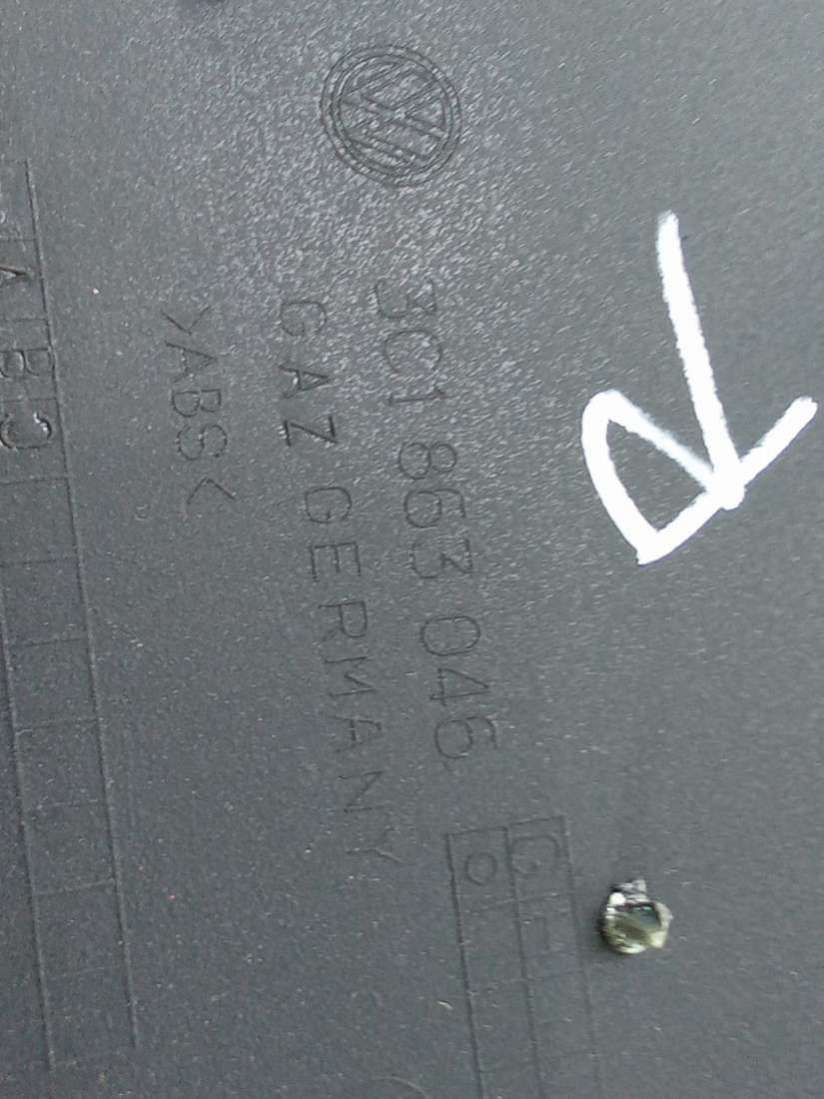 3C1 863 046
GAZ GERMANY
>ABS<
A B C